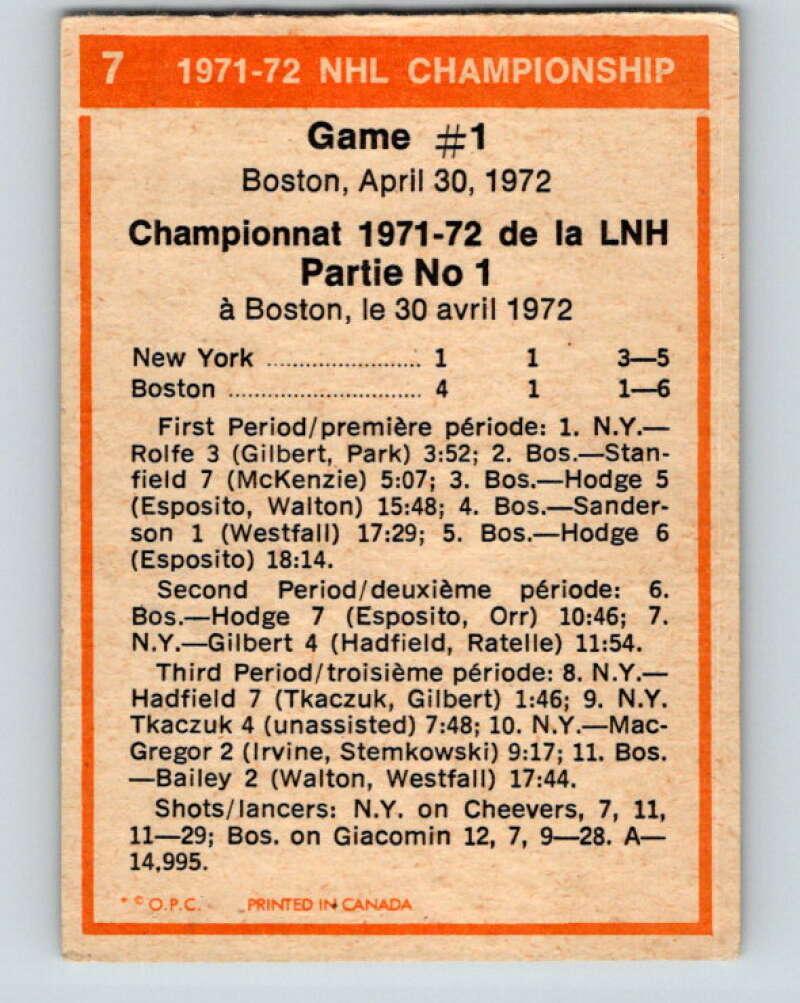 7 1971-72 NHL CHAMPIONSHIP
Game #1
Boston, April 30, 1972
Championnat 1971-72 de la LNH
Partie No 1
à Boston, le 30 avril 1972
New York ........................ 1 1 3—5
Boston ............................. 4 1 1—6
First Period/première période: 1. N.Y.—
Rolfe 3 (Gilbert, Park) 3:52; 2. Bos.—Stan-
field 7 (McKenzie) 5:07; 3. Bos.—Hodge 5
(Esposito, Walton) 15:48; 4. Bos.—Sander-
son 1 (Westfall) 17:29; 5. Bos.—Hodge 6
(Esposito) 18:14.
Second Period/deuxième période: 6.
Bos.—Hodge 7 (Esposito, Orr) 10:46; 7.
N.Y.—Gilbert 4 (Hadfield, Ratelle) 11:54.
Third Period/troisième période: 8. N.Y.—
Hadfield 7 (Tkaczuk, Gilbert) 1:46; 9. N.Y.
Tkaczuk 4 (unassisted) 7:48; 10. N.Y.—Mac-
Gregor 2 (Irvine, Stemkowski) 9:17; 11. Bos.
—Bailey 2 (Walton, Westfall) 17:44.
Shots/lancers: N.Y. on Cheevers, 7, 11,
11—29; Bos. on Giacomin 12, 7, 9—28. A—
14,995.
* © O.P.C. PRINTED IN CANADA